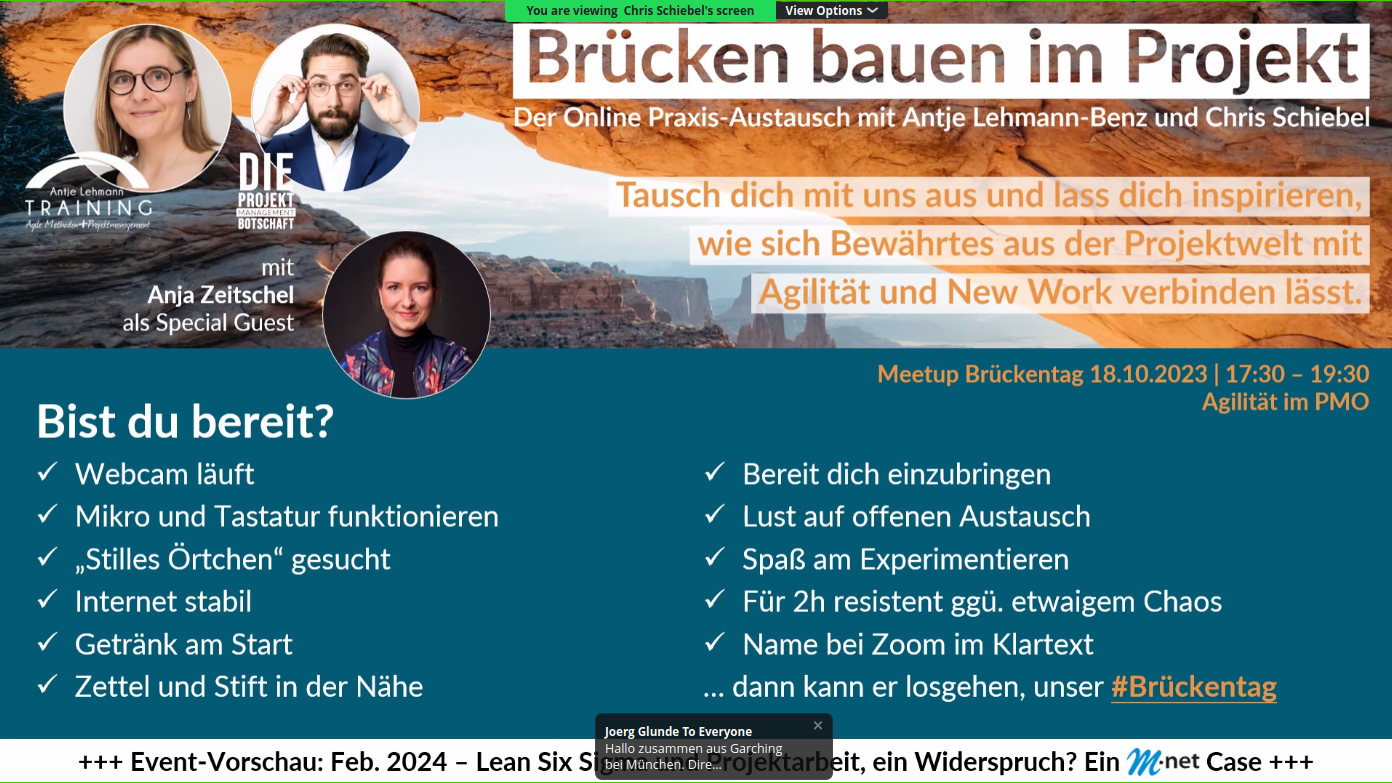 You are viewing Chris Schiebel's screen
View Options
Brücken bauen im Projekt
Der Online Praxis-Austausch mit Antje Lehmann-Benz und Chris Schiebel
Antje Lehmann
TRAINING
Agile Methoden+Projektmanagement
DIE
PROJEKT
MANAGEMENT
BOTSCHAFT
Tausch dich mit uns aus und lass dich inspirieren,
wie sich Bewährtes aus der Projektwelt mit
Agilität und New Work verbinden lässt.
mit
Anja Zeitschel
als Special Guest
Meetup Brückentag 18.10.2023 | 17:30 – 19:30
Agilität im PMO
Bist du bereit?
✓ Webcam läuft
✓ Mikro und Tastatur funktionieren
✓ „Stilles Örtchen“ gesucht
✓ Internet stabil
✓ Getränk am Start
✓ Zettel und Stift in der Nähe
✓ Bereit dich einzubringen
✓ Lust auf offenen Austausch
✓ Spaß am Experimentieren
✓ Für 2h resistent ggü. etwaigem Chaos
✓ Name bei Zoom im Klartext
… dann kann er losgehen, unser #Brückentag
Joerg Glunde To Everyone
Hallo zusammen aus Garching
bei München. Dire...
+++ Event-Vorschau: Feb. 2024 – Lean Six Sigma und Projektarbeit, ein Widerspruch? Ein M-net Case +++